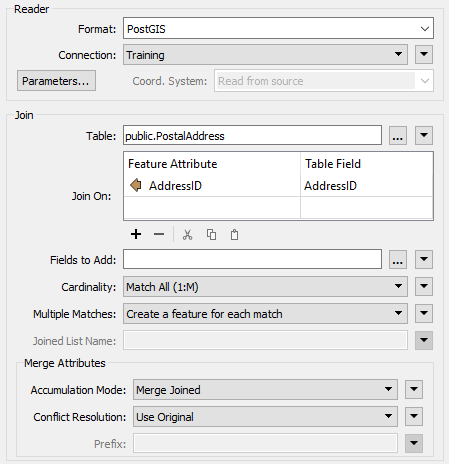 Reader
Format: PostGIS
Connection: Training
Parameters... Coord. System: Read from source
Join
Table: public.PostalAddress ...
Feature Attribute Table Field
AddressID AddressID
Join On:
Fields to Add: ...
Cardinality: Match All (1:M)
Multiple Matches: Create a feature for each match
Joined List Name:
Merge Attributes
Accumulation Mode: Merge Joined
Conflict Resolution: Use Original
Prefix: